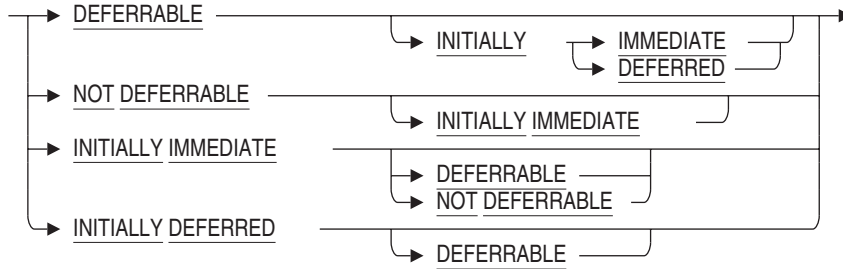 DEFERRABLE
INITIALLY IMMEDIATE
DEFERRED
NOT DEFERRABLE
INITIALLY IMMEDIATE
INITIALLY IMMEDIATE
DEFERRABLE
NOT DEFERRABLE
INITIALLY DEFERRED
DEFERRABLE